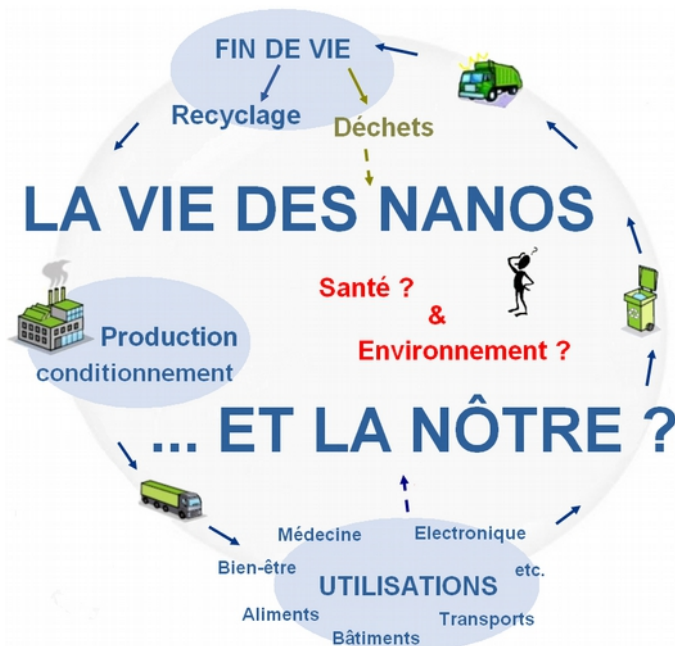 FIN DE VIE
Recyclage
Déchets
LA VIE DES NANOS
Santé ?
&
Environnement ?
Production
conditionnement
... ET LA NÔTRE ?
Médecine
Electronique
Bien-être
etc.
UTILISATIONS
Aliments
Transports
Bâtiments